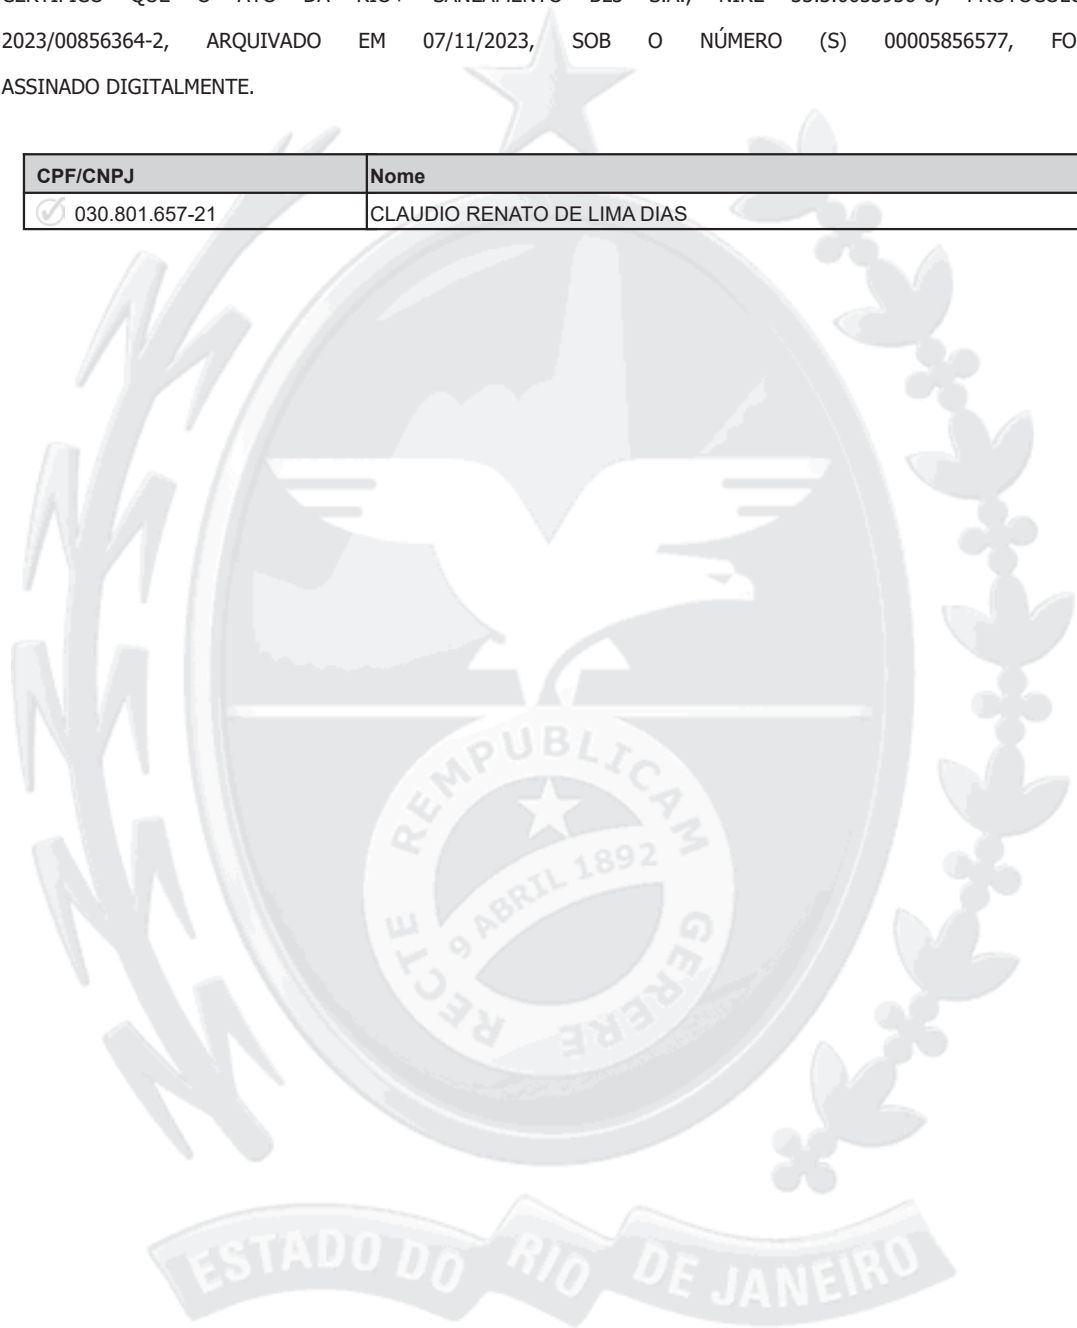 2023/00856364-2, ARQUIVADO EM 07/11/2023, SOB O NÚMERO (S) 00005856577, FO
ASSINADO DIGITALMENTE.
CPF/CNPJ Nome
030.801.657-21 CLAUDIO RENATO DE LIMA DIAS
RECTE REMPUBLICAM GERERE
9 ABRIL 1892
ESTADO DO RIO DE JANEIRO